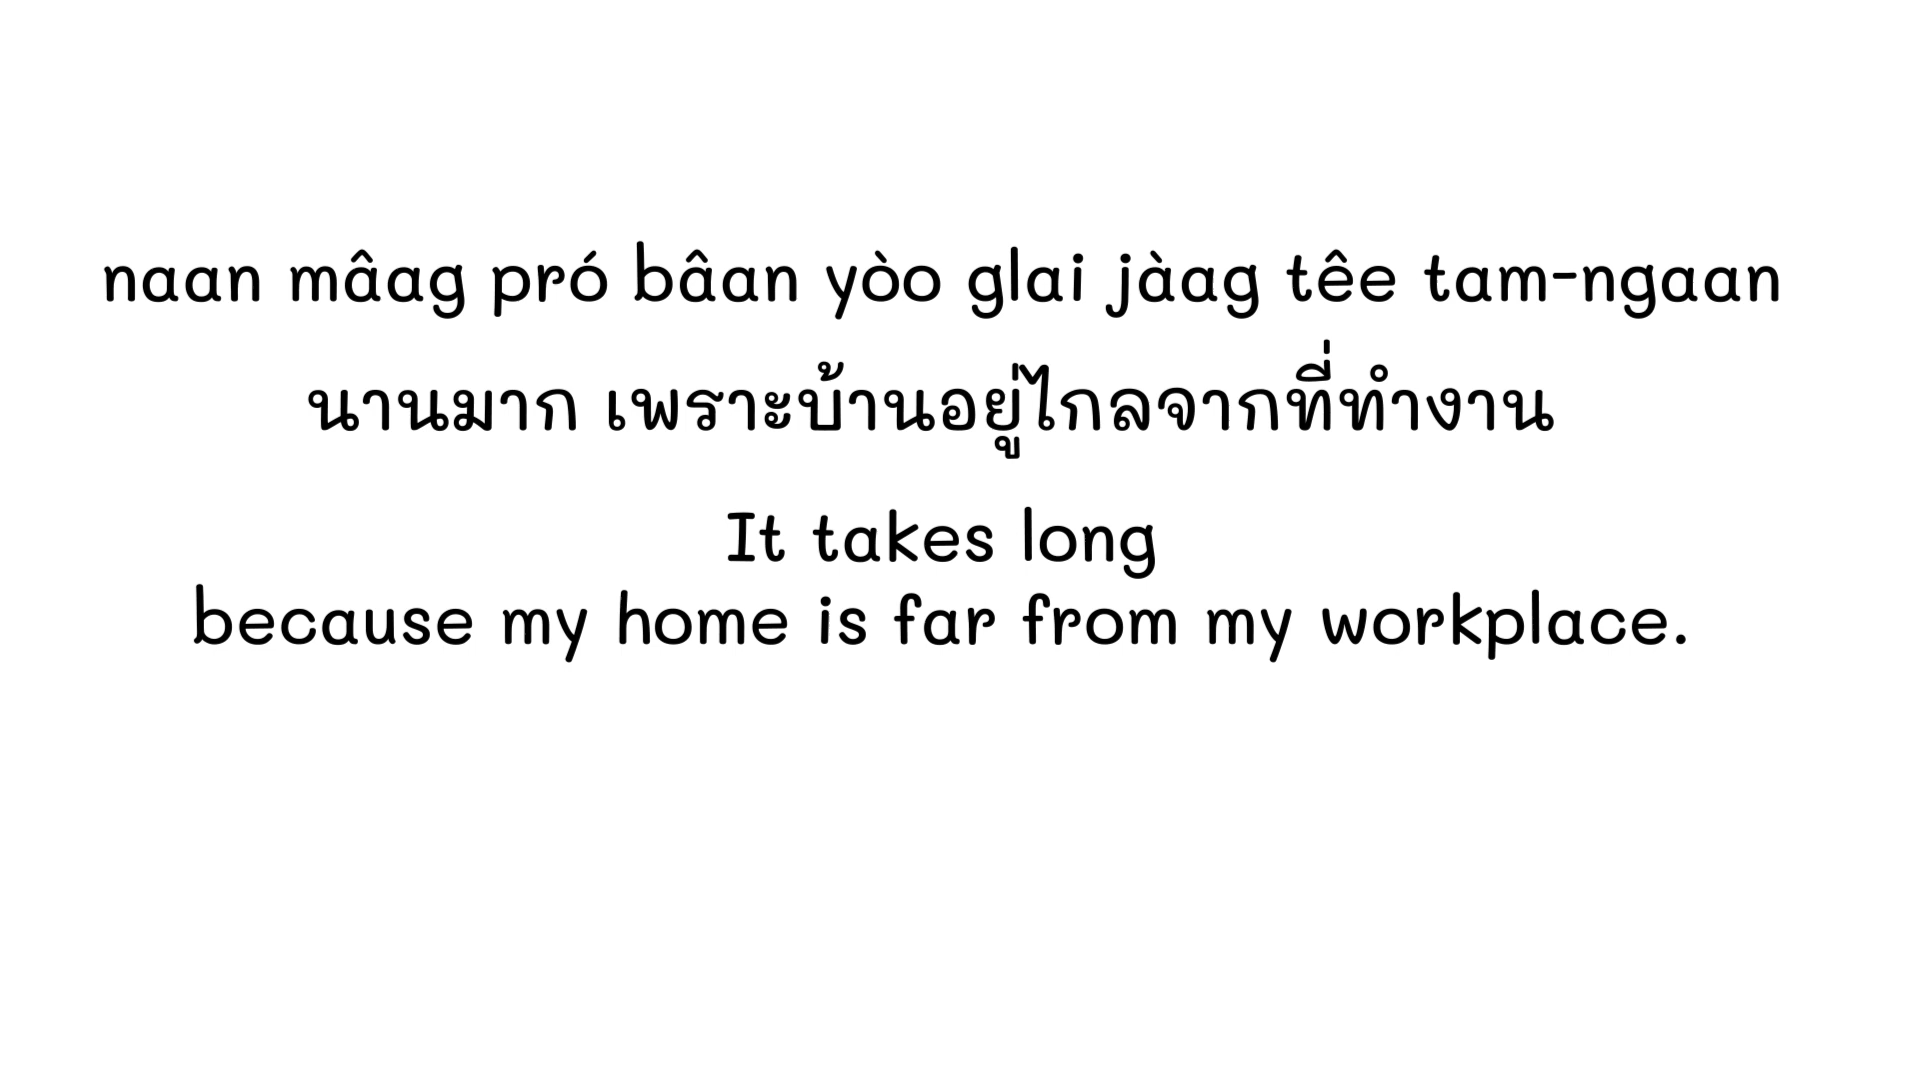 naan mâag pró bâan yòo glai jàag têe tam-ngaan
นานมาก เพราะบ้านอยู่ไกลจากที่ทำงาน
It takes long
because my home is far from my workplace.